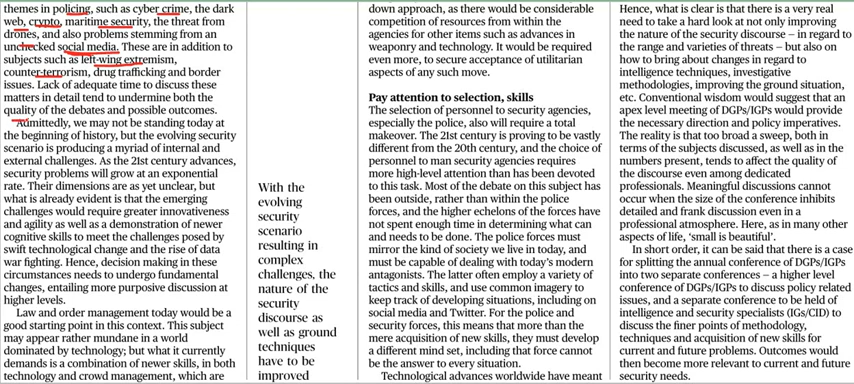 themes in policing, such as cyber crime, the dark
web, crypto, maritime security, the threat from
drones, and also problems stemming from an
unchecked social media. These are in addition to
subjects such as left-wing extremism,
counter-terrorism, drug trafficking and border
issues. Lack of adequate time to discuss these
matters in detail tend to undermine both the
quality of the debates and possible outcomes.
Admittedly, we may not be standing today at
the beginning of history, but the evolving security
scenario is producing a myriad of internal and
external challenges. As the 21st century advances,
security problems will grow at an exponential
rate. Their dimensions are as yet unclear, but
what is already evident is that the emerging
challenges would require greater innovativeness
and agility as well as a demonstration of newer
cognitive skills to meet the challenges posed by
swift technological change and the rise of data
war fighting. Hence, decision making in these
circumstances needs to undergo fundamental
changes, entailing more purposive discussion at
higher levels.
Law and order management today would be a
good starting point in this context. This subject
may appear rather mundane in a world
dominated by technology; but what it currently
demands is a combination of newer skills, in both
technology and crowd management, which are
With the
evolving
security
scenario
resulting in
complex
challenges, the
nature of the
security
discourse as
well as ground
techniques
have to be
improved
down approach, as there would be considerable
competition of resources from within the
agencies for other items such as advances in
weaponry and technology. It would be required
even more, to secure acceptance of utilitarian
aspects of any such move.
Pay attention to selection, skills
The selection of personnel to security agencies,
especially the police, also will require a total
makeover. The 21st century is proving to be vastly
different from the 20th century, and the choice of
personnel to man security agencies requires
more high-level attention than has been devoted
to this task. Most of the debate on this subject has
been outside, rather than within the police
forces, and the higher echelons of the forces have
not spent enough time in determining what can
and needs to be done. The police forces must
mirror the kind of society we live in today, and
must be capable of dealing with today's modern
antagonists. The latter often employ a variety of
tactics and skills, and use common imagery to
keep track of developing situations, including on
social media and Twitter. For the police and
security forces, this means that more than the
mere acquisition of new skills, they must develop
a different mind set, including that force cannot
be the answer to every situation.
Technological advances worldwide have meant
Hence, what is clear is that there is a very real
need to take a hard look at not only improving
the nature of the security discourse – in regard to
the range and varieties of threats – but also on
how to bring about changes in regard to
intelligence techniques, investigative
methodologies, improving the ground situation,
etc. Conventional wisdom would suggest that an
apex level meeting of DGPs/IGPs would provide
the necessary direction and policy imperatives.
The reality is that too broad a sweep, both in
terms of the subjects discussed, as well as in the
numbers present, tends to affect the quality of
the discourse even among dedicated
professionals. Meaningful discussions cannot
occur when the size of the conference inhibits
detailed and frank discussion even in a
professional atmosphere. Here, as in many other
aspects of life, 'small is beautiful'.
In short order, it can be said that there is a case
for splitting the annual conference of DGPs/IGPs
into two separate conferences – a higher level
conference of DGPs/IGPs to discuss policy related
issues, and a separate conference to be held of
intelligence and security specialists (IGs/CID) to
discuss the finer points of methodology,
techniques and acquisition of new skills for
current and future problems. Outcomes would
then become more relevant to current and future
security needs.